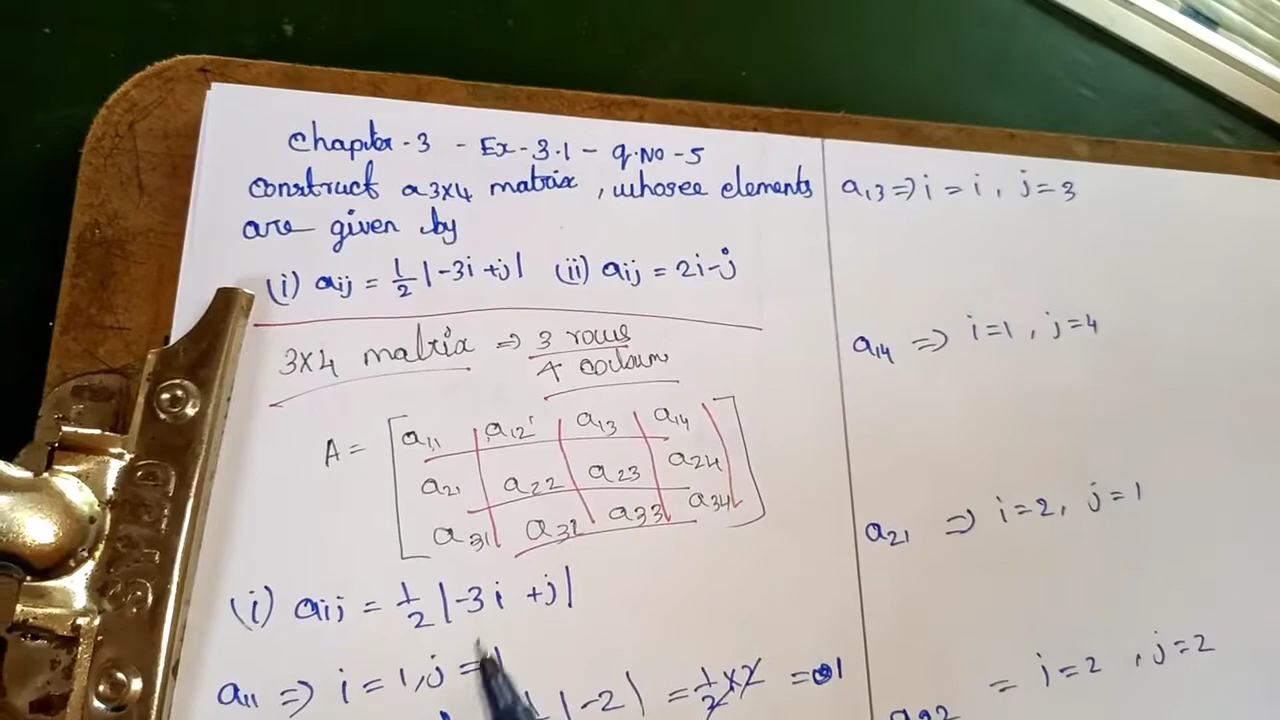 Chapter - 3 - Ex - 3.1 - q.No - 5
Construct a 3x4 matrix, whosee elements
are given by
(i) aij = 1/2 |-3i +j| (ii) aij = 2i-j
3x4 matrix => 3 rows
4
A = [ a11 a12 a13 a14
a21 a22 a23 a24
a31 a32 a33 a34 ]
(i) aij = 1/2 |-3i +j|
a11 => i = 1, j = 1
|-2| = 1/2 x 2 = 1
a13 => i = i, j = 3
a14 => i=1, j=4
a21 => i=2, j=1
a22 = i=2, j=2